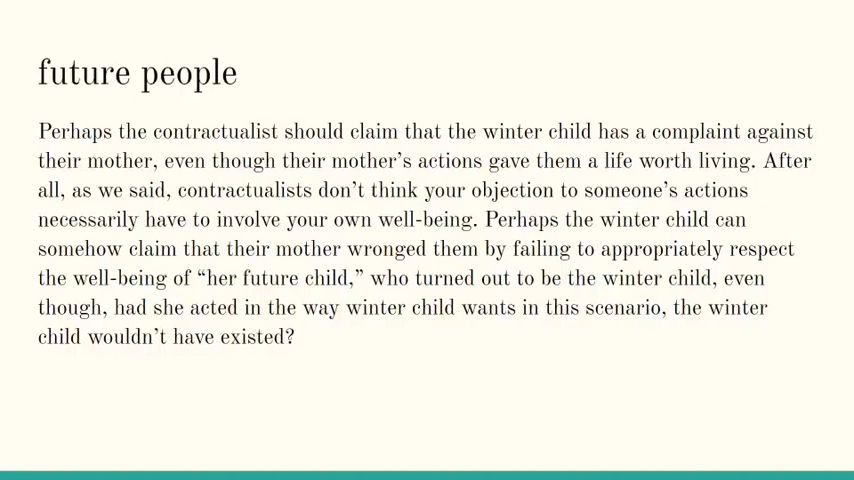 future people
Perhaps the contractualist should claim that the winter child has a complaint against
their mother, even though their mother’s actions gave them a life worth living. After
all, as we said, contractualists don’t think your objection to someone’s actions
necessarily have to involve your own well-being. Perhaps the winter child can
somehow claim that their mother wronged them by failing to appropriately respect
the well-being of “her future child,” who turned out to be the winter child, even
though, had she acted in the way winter child wants in this scenario, the winter
child wouldn’t have existed?